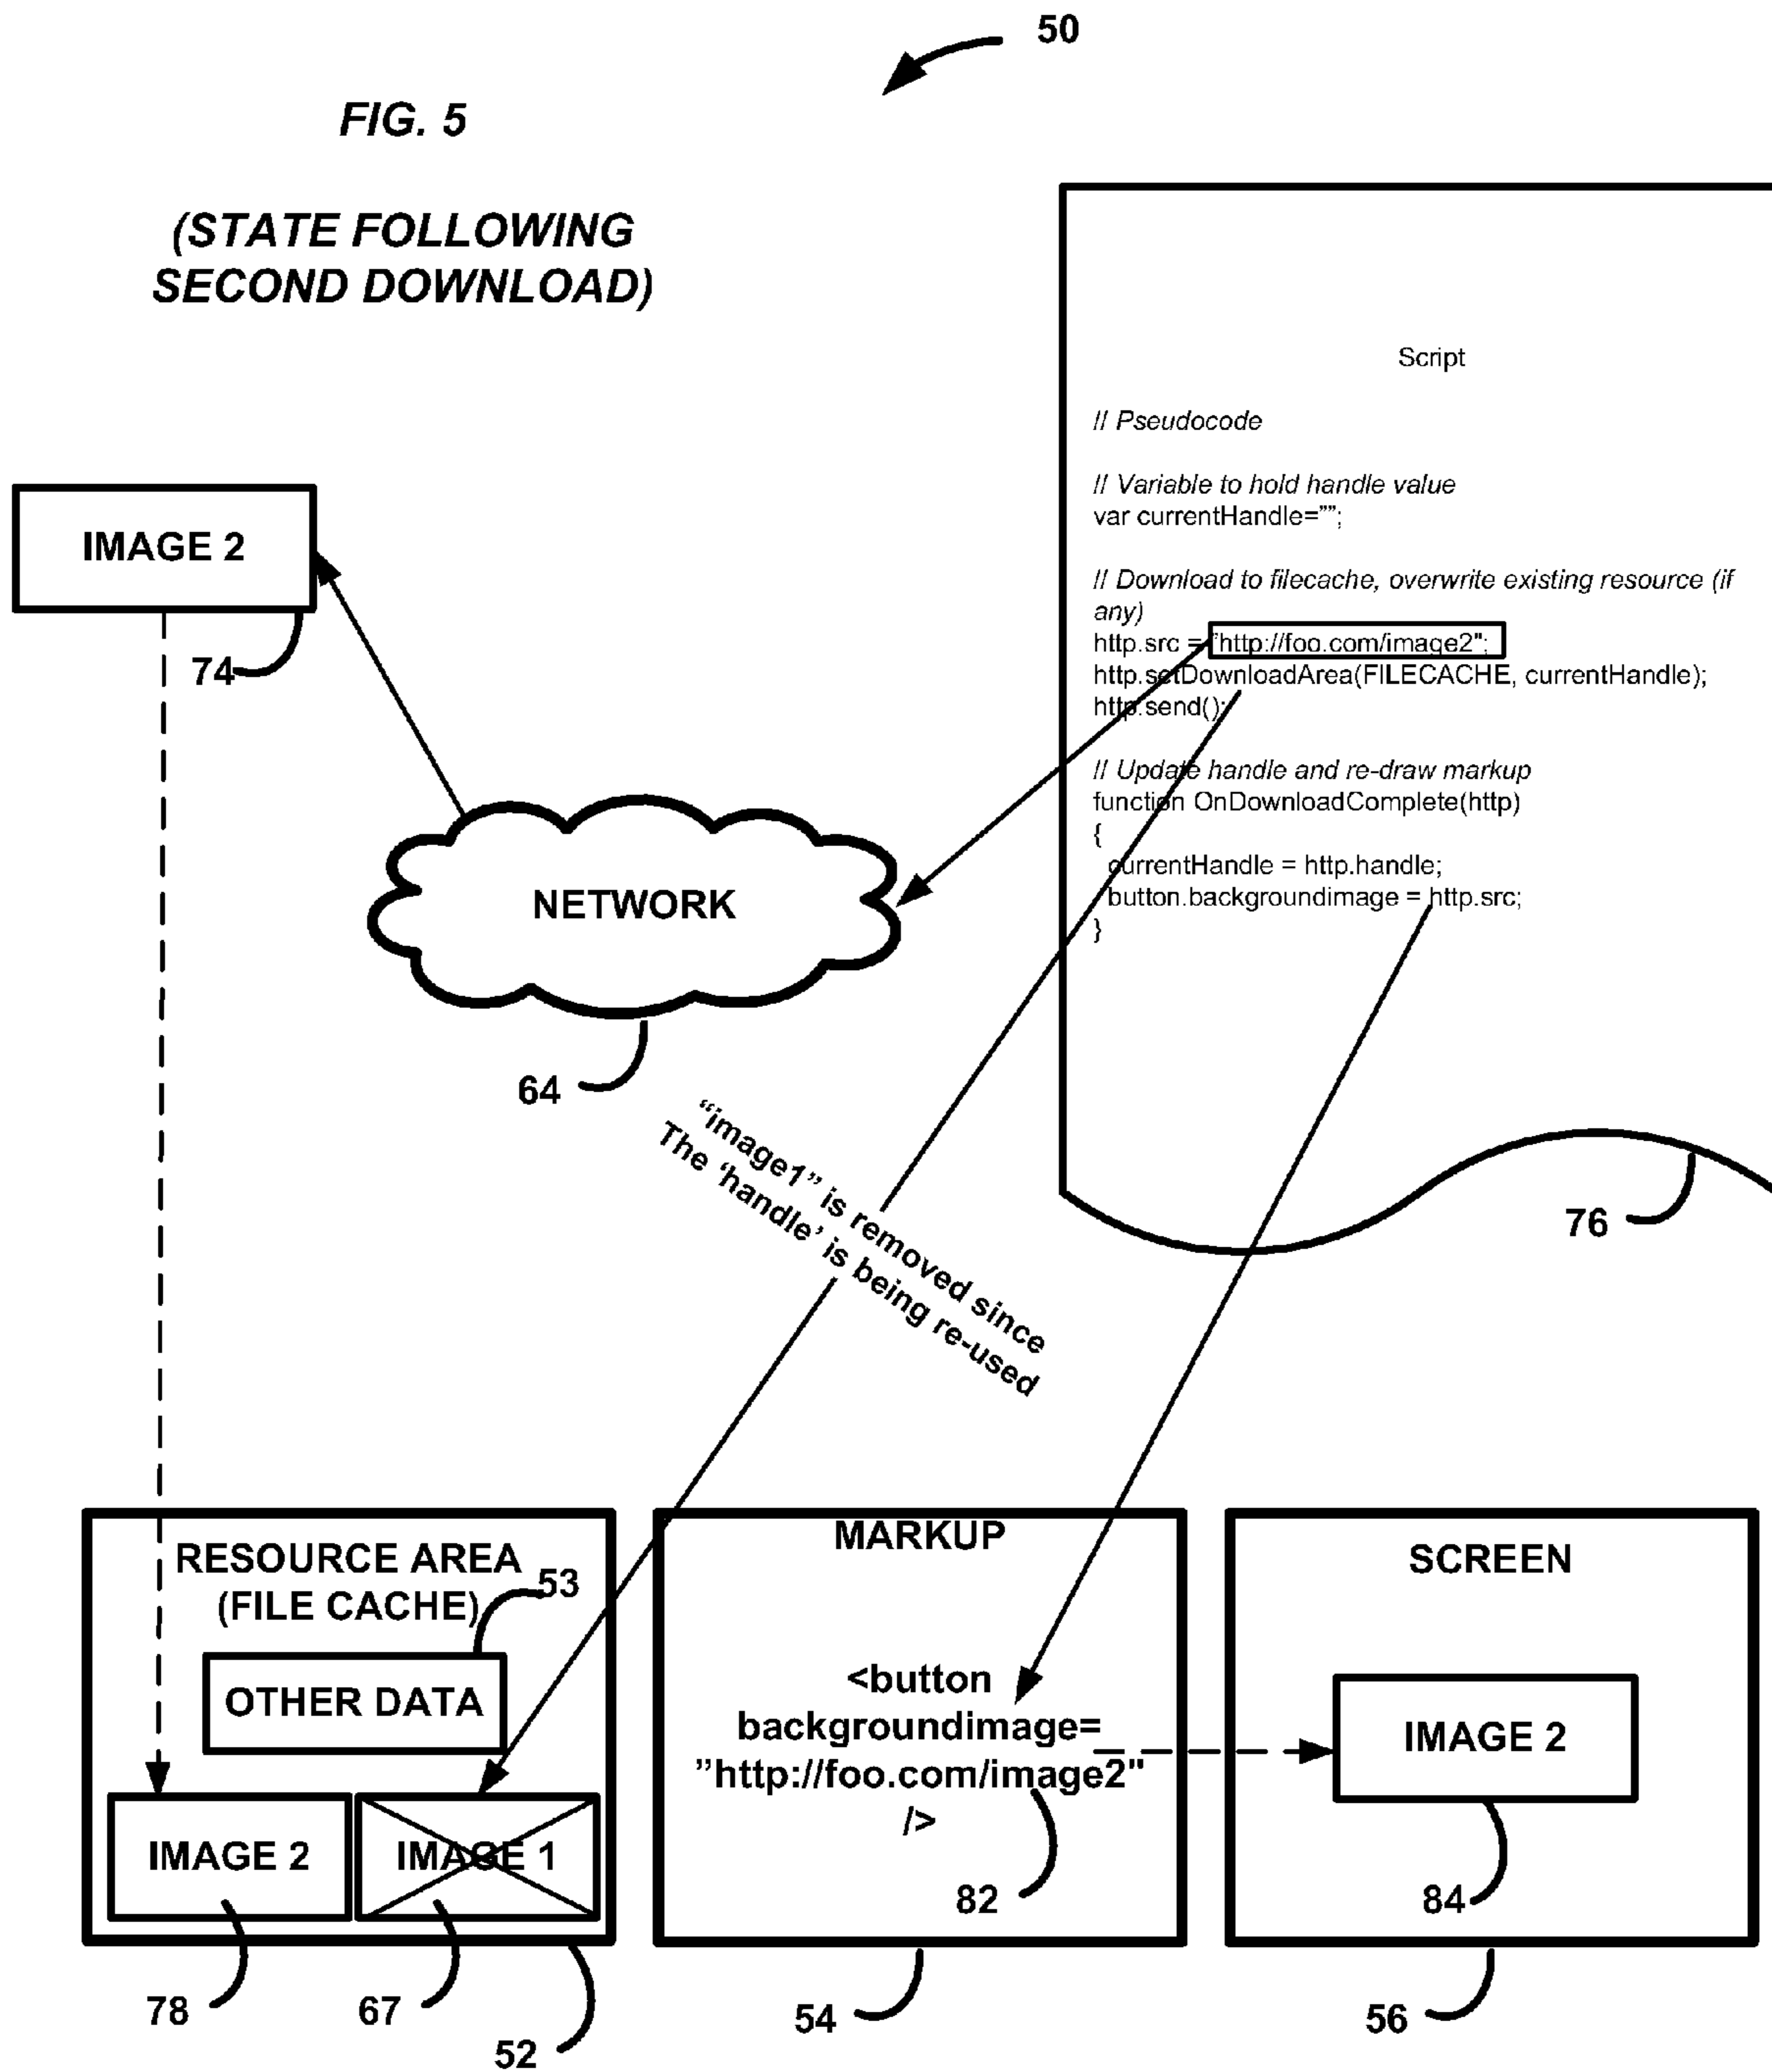 50
FIG. 5
(STATE FOLLOWING
SECOND DOWNLOAD)
Script
// Pseudocode
// Variable to hold handle value
var currentHandle="";
// Download to filecache, overwrite existing resource (if
any)
http.src = "http://foo.com/image2";
http.setDownloadArea(FILECACHE, currentHandle);
http.send();
// Update handle and re-draw markup
function OnDownloadComplete(http)
{
currentHandle = http.handle;
button.backgroundimage = http.src;
}
76
IMAGE 2
74
NETWORK
64
“image1” is removed since
The ‘handle’ is being re-used
RESOURCE AREA
(FILE CACHE)
53
OTHER DATA
IMAGE 2
IMAGE 1
78
67
52
MARKUP
<button
backgroundimage=
”http://foo.com/image2"
/>
82
54
SCREEN
IMAGE 2
84
56